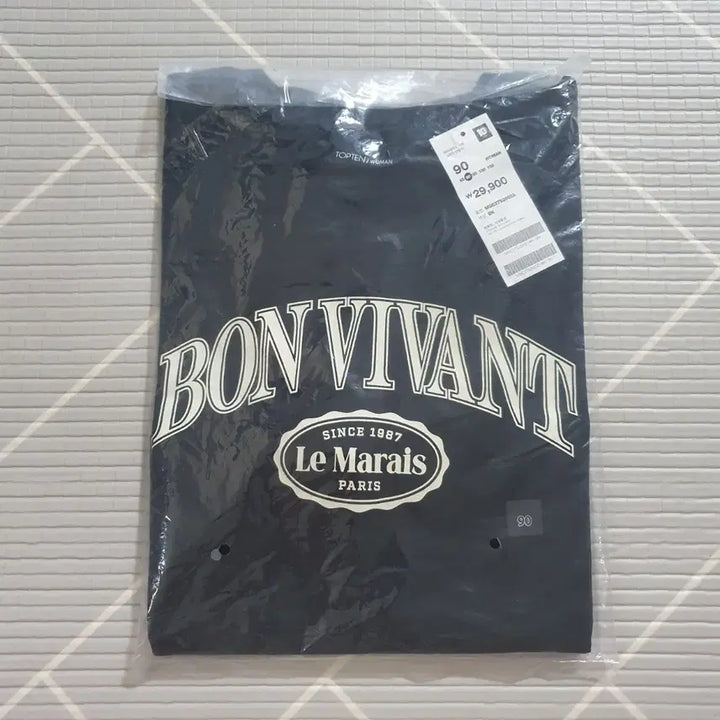 TOPTEN WOMAN
90
₩29,900
BON VIVANT
SINCE 1987
Le Marais
PARIS
90